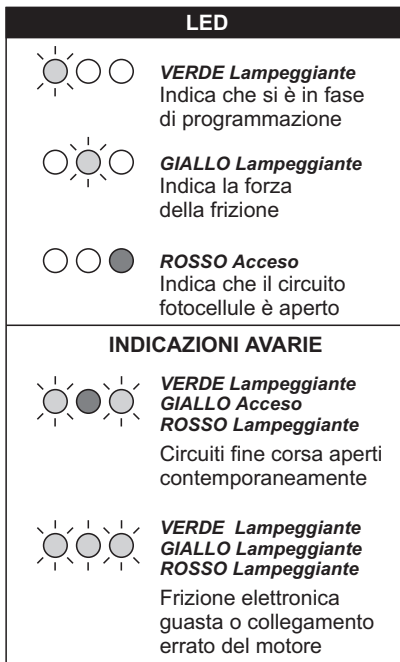 LED
VERDE Lampeggiante
Indica che si è in fase
di programmazione
GIALLO Lampeggiante
Indica la forza
della frizione
ROSSO Acceso
Indica che il circuito
fotocellule è aperto
INDICAZIONI AVARIE
VERDE Lampeggiante
GIALLO Acceso
ROSSO Lampeggiante
Circuiti fine corsa aperti
contemporaneamente
VERDE Lampeggiante
GIALLO Lampeggiante
ROSSO Lampeggiante
Frizione elettronica
guasta o collegamento
errato del motore